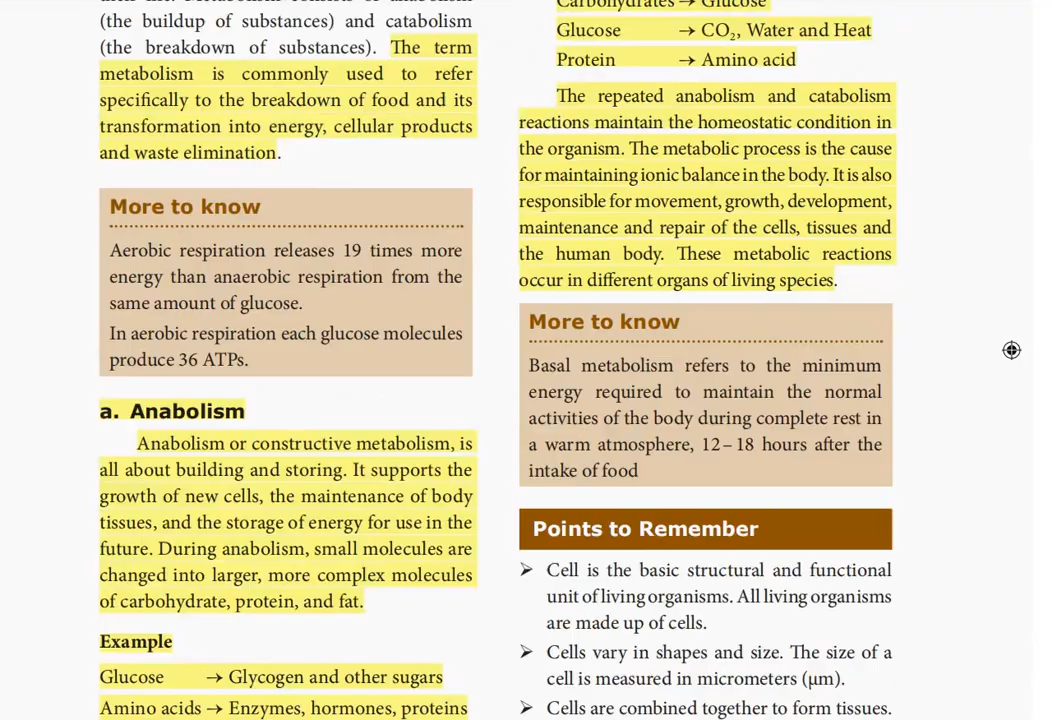 (the buildup of substances) and catabolism
(the breakdown of substances). The term
metabolism is commonly used to refer
specifically to the breakdown of food and its
transformation into energy, cellular products
and waste elimination.
More to know
Aerobic respiration releases 19 times more
energy than anaerobic respiration from the
same amount of glucose.
In aerobic respiration each glucose molecules
produce 36 ATPs.
a. Anabolism
Anabolism or constructive metabolism, is
all about building and storing. It supports the
growth of new cells, the maintenance of body
tissues, and the storage of energy for use in the
future. During anabolism, small molecules are
changed into larger, more complex molecules
of carbohydrate, protein, and fat.
Example
Glucose → Glycogen and other sugars
Amino acids → Enzymes, hormones, proteins
Carbohydrates → Glucose
Glucose → CO₂, Water and Heat
Protein → Amino acid
The repeated anabolism and catabolism
reactions maintain the homeostatic condition in
the organism. The metabolic process is the cause
for maintaining ionic balance in the body. It is also
responsible for movement, growth, development,
maintenance and repair of the cells, tissues and
the human body. These metabolic reactions
occur in different organs of living species.
More to know
Basal metabolism refers to the minimum
energy required to maintain the normal
activities of the body during complete rest in
a warm atmosphere, 12–18 hours after the
intake of food
Points to Remember
➢ Cell is the basic structural and functional
unit of living organisms. All living organisms
are made up of cells.
➢ Cells vary in shapes and size. The size of a
cell is measured in micrometers (µm).
➢ Cells are combined together to form tissues.